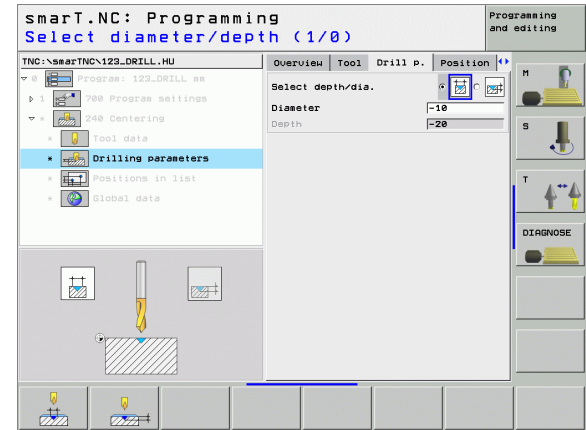 smarT.NC: Programming
Select diameter/depth (1/0)
Programming
and editing
TNC:\smarTNC\123_DRILL.HU
0 Program: 123_DRILL mm
1 700 Program settings
* 240 Centering
* Tool data
* Drilling parameters
* Positions in list
* Global data
Overview Tool Drill p. Position
Select depth/dia.
Diameter -10
Depth -20
M
S
T
DIAGNOSE